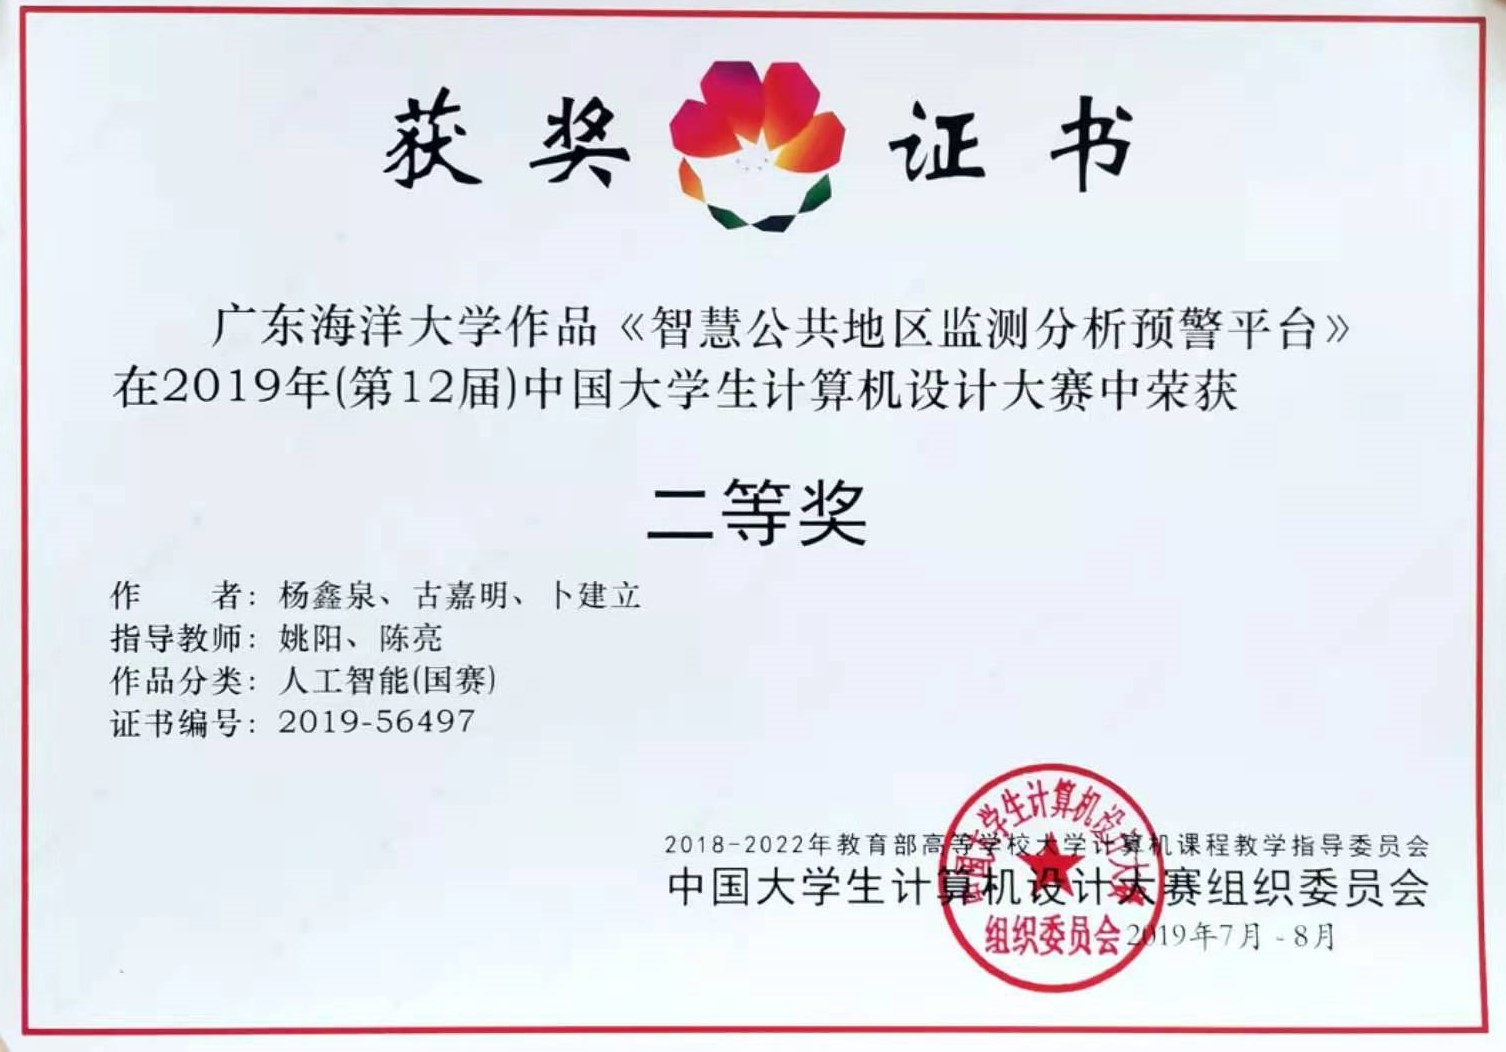 获奖证书
广东海洋大学作品《智慧公共地区监测分析预警平台》
在2019年(第12届)中国大学生计算机设计大赛中荣获
二等奖
作　　者：杨鑫泉、古嘉明、卜建立
指导教师：姚阳、陈亮
作品分类：人工智能(国赛)
证书编号：2019-56497
2018-2022年教育部高等学校大学计算机课程教学指导委员会
中国大学生计算机设计大赛组织委员会
2019年7月 - 8月
中国大学生计算机设计大赛
组织委员会